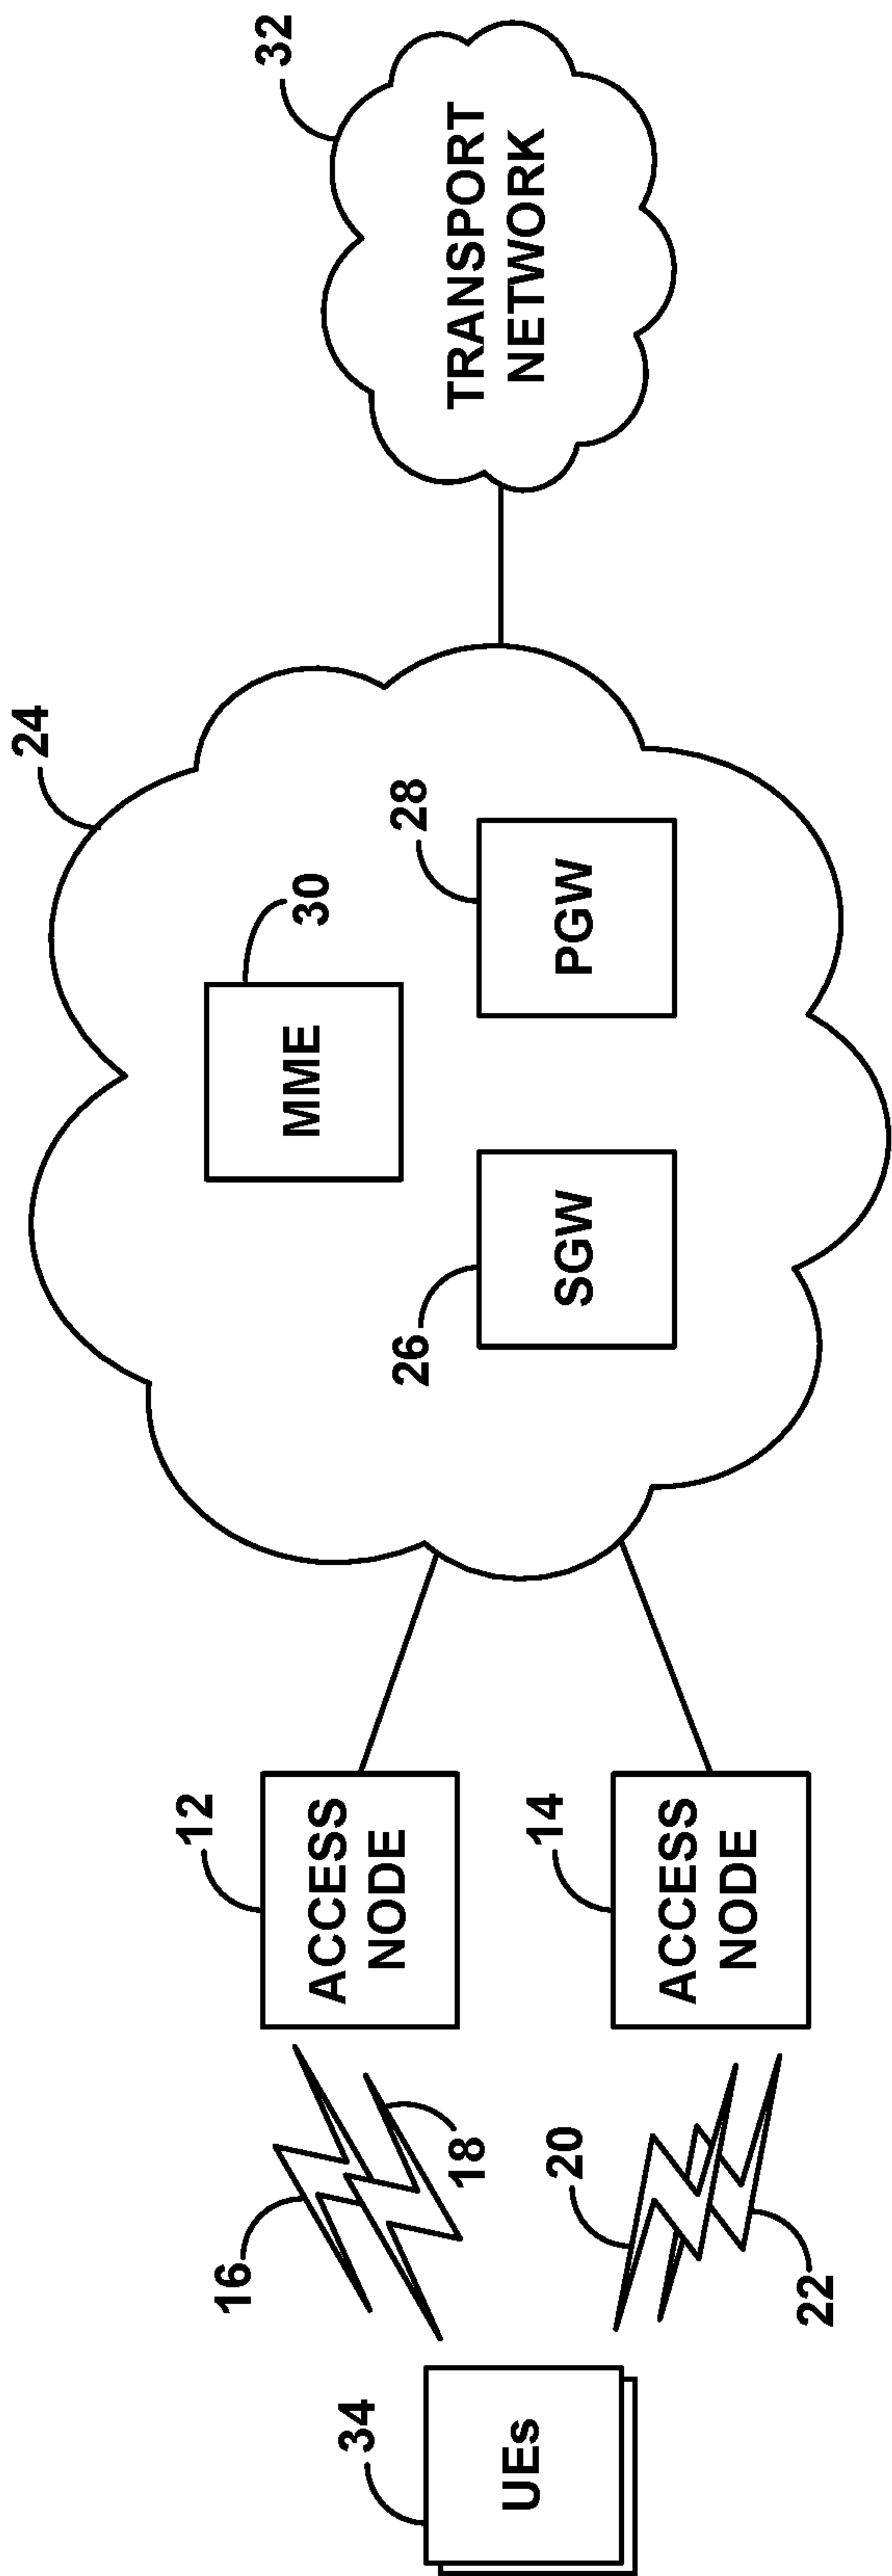 34
UEs
16
18
20
22
12
ACCESS
NODE
14
ACCESS
NODE
24
MME
30
26
SGW
28
PGW
32
TRANSPORT
NETWORK